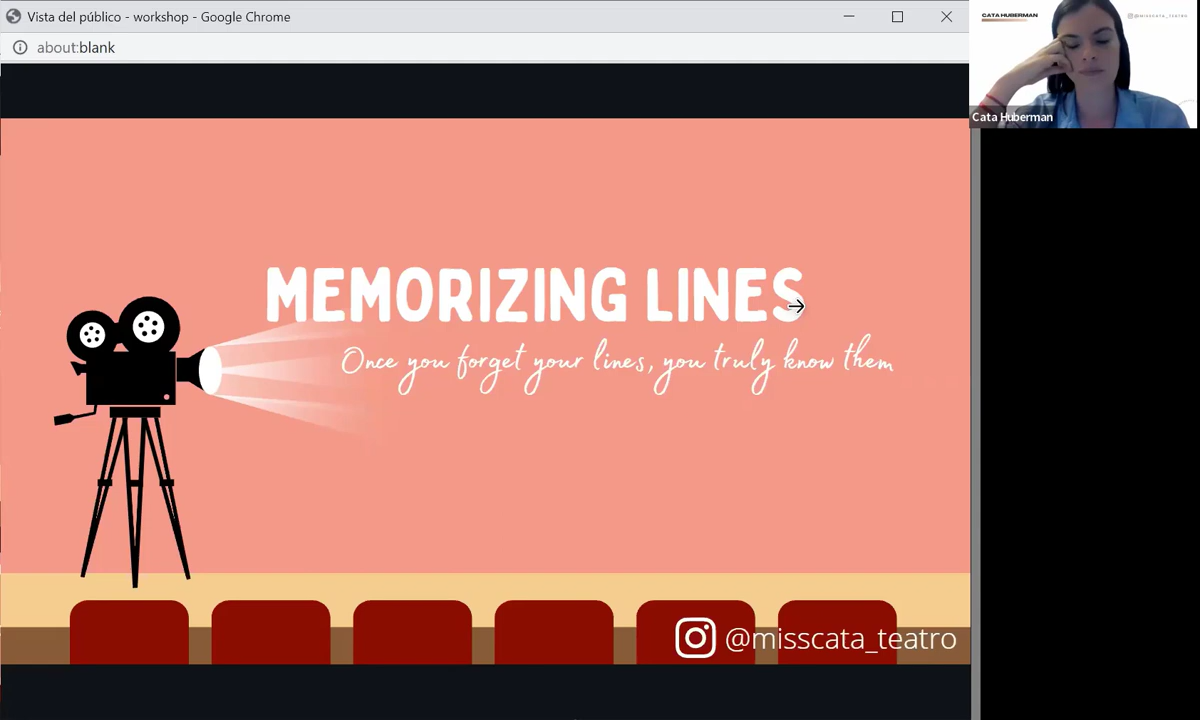 Vista del público - workshop - Google Chrome
about:blank
MEMORIZING LINES
Once you forget your lines, you truly know them
@misscata_teatro
CATA HUBERMAN
@MISSCATA_TEATRO
Cata Huberman